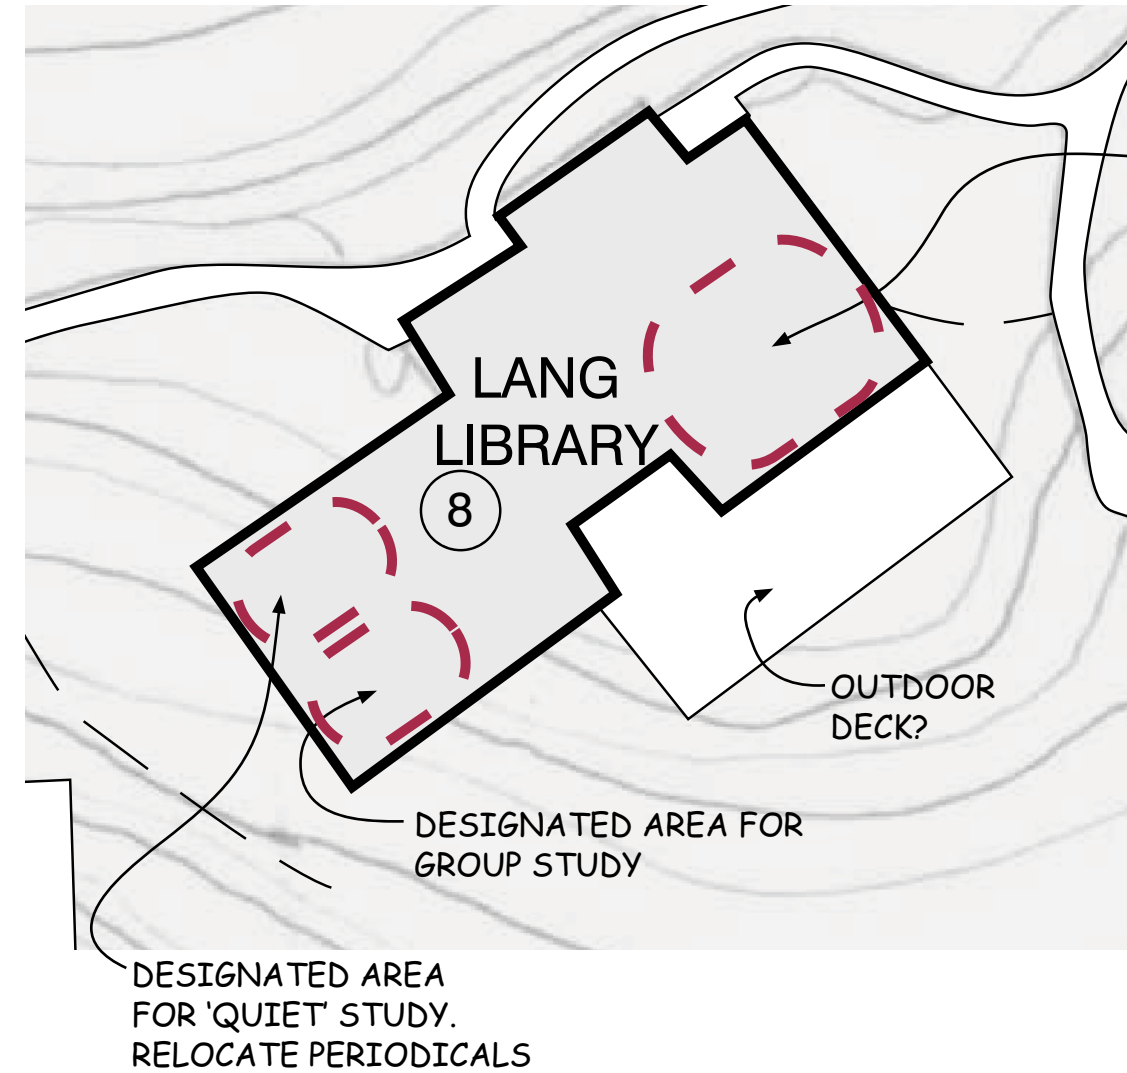 LANG
LIBRARY
8
OUTDOOR
DECK?
DESIGNATED AREA FOR
GROUP STUDY
DESIGNATED AREA
FOR ‘QUIET’ STUDY.
RELOCATE PERIODICALS